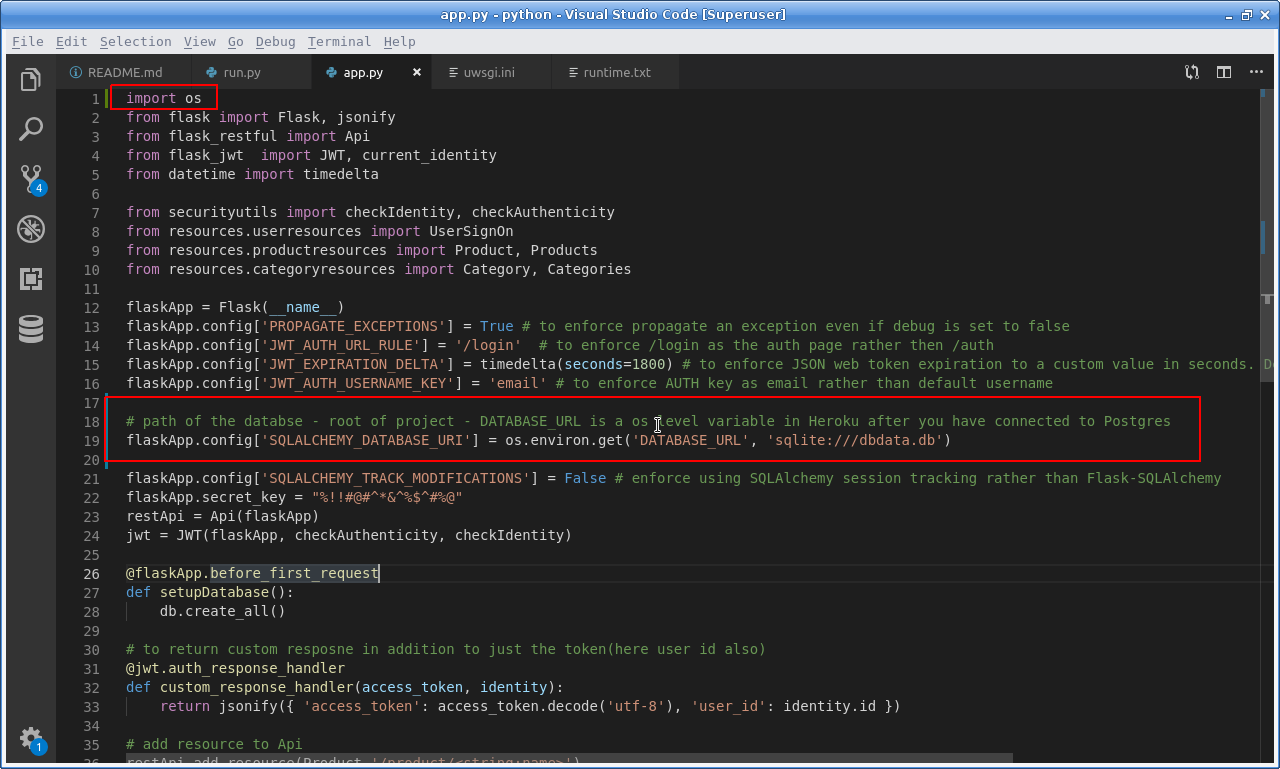 app.py - python - Visual Studio Code [Superuser]
File Edit Selection View Go Debug Terminal Help
README.md run.py app.py uwsgi.ini runtime.txt
1 import os
2 from flask import Flask, jsonify
3 from flask_restful import Api
4 from flask_jwt  import JWT, current_identity
5 from datetime import timedelta
6
7 from securityutils import checkIdentity, checkAuthenticity
8 from resources.userresources import UserSignOn
9 from resources.productresources import Product, Products
10 from resources.categoryresources import Category, Categories
11
12 flaskApp = Flask(__name__)
13 flaskApp.config['PROPAGATE_EXCEPTIONS'] = True # to enforce propagate an exception even if debug is set to false
14 flaskApp.config['JWT_AUTH_URL_RULE'] = '/login'  # to enforce /login as the auth page rather then /auth
15 flaskApp.config['JWT_EXPIRATION_DELTA'] = timedelta(seconds=1800) # to enforce JSON web token expiration to a custom value in seconds. D
16 flaskApp.config['JWT_AUTH_USERNAME_KEY'] = 'email' # to enforce AUTH key as email rather than default username
17
18 # path of the databse - root of project - DATABASE_URL is a os level variable in Heroku after you have connected to Postgres
19 flaskApp.config['SQLALCHEMY_DATABASE_URI'] = os.environ.get('DATABASE_URL', 'sqlite:///dbdata.db')
20
21 flaskApp.config['SQLALCHEMY_TRACK_MODIFICATIONS'] = False # enforce using SQLAlchemy session tracking rather than Flask-SQLAlchemy
22 flaskApp.secret_key = "%!!#@#^*&^%$^#%@"
23 restApi = Api(flaskApp)
24 jwt = JWT(flaskApp, checkAuthenticity, checkIdentity)
25
26 @flaskApp.before_first_request
27 def setupDatabase():
28     db.create_all()
29
30 # to return custom resposne in addition to just the token(here user id also)
31 @jwt.auth_response_handler
32 def custom_response_handler(access_token, identity):
33     return jsonify({ 'access_token': access_token.decode('utf-8'), 'user_id': identity.id })
34
35 # add resource to Api
36 restApi.add_resource(Product,'/product/<string:name>')
4
1